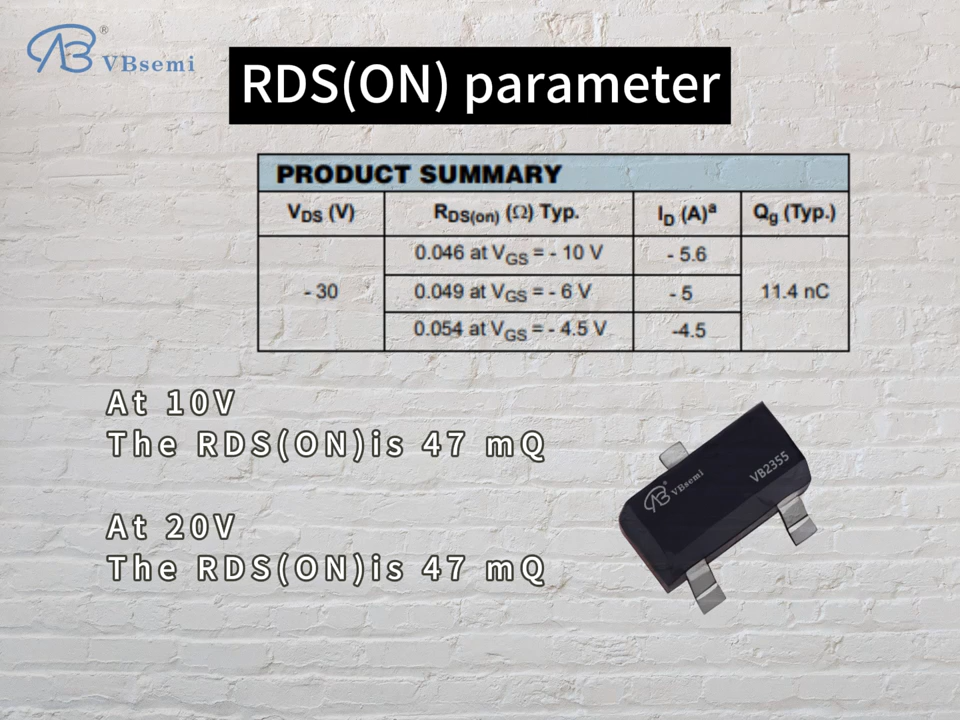 VBsemi
RDS(ON) parameter
PRODUCT SUMMARY
VDS (V) RDS(on) (Ω) Typ. ID (A)a Qg (Typ.)
0.046 at VGS = - 10 V - 5.6
- 30 0.049 at VGS = - 6 V - 5 11.4 nC
0.054 at VGS = - 4.5 V -4.5
At 10V
The RDS(ON)is 47 mQ
At 20V
The RDS(ON)is 47 mQ
VBsemi VB2355